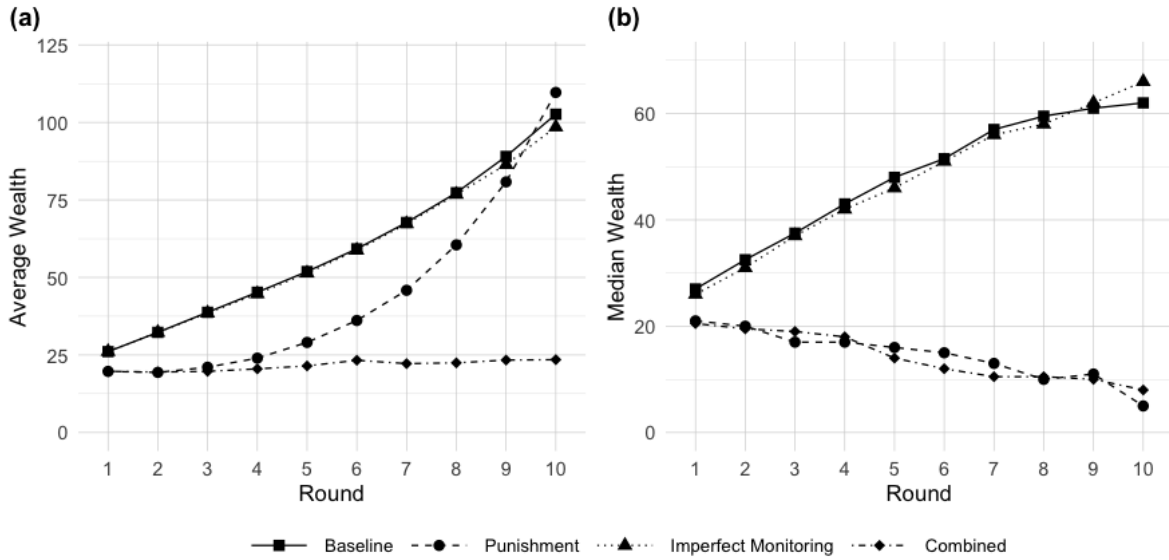 (a)
125
100
75
50
25
0
Average Wealth
1 2 3 4 5 6 7 8 9 10
Round
(b)
60
40
20
0
Median Wealth
1 2 3 4 5 6 7 8 9 10
Round
Baseline Punishment Imperfect Monitoring Combined